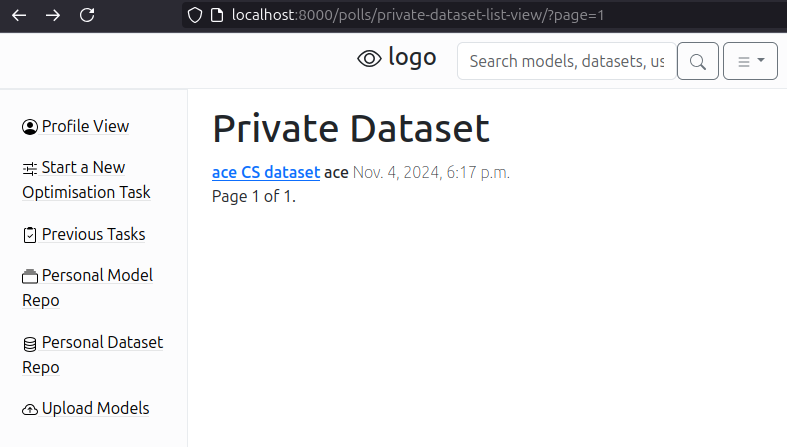 localhost:8000/polls/private-dataset-list-view/?page=1
logo
Search models, datasets, us
Profile View
Start a New
Optimisation Task
Previous Tasks
Personal Model
Repo
Personal Dataset
Repo
Upload Models
Private Dataset
ace CS dataset ace Nov. 4, 2024, 6:17 p.m.
Page 1 of 1.